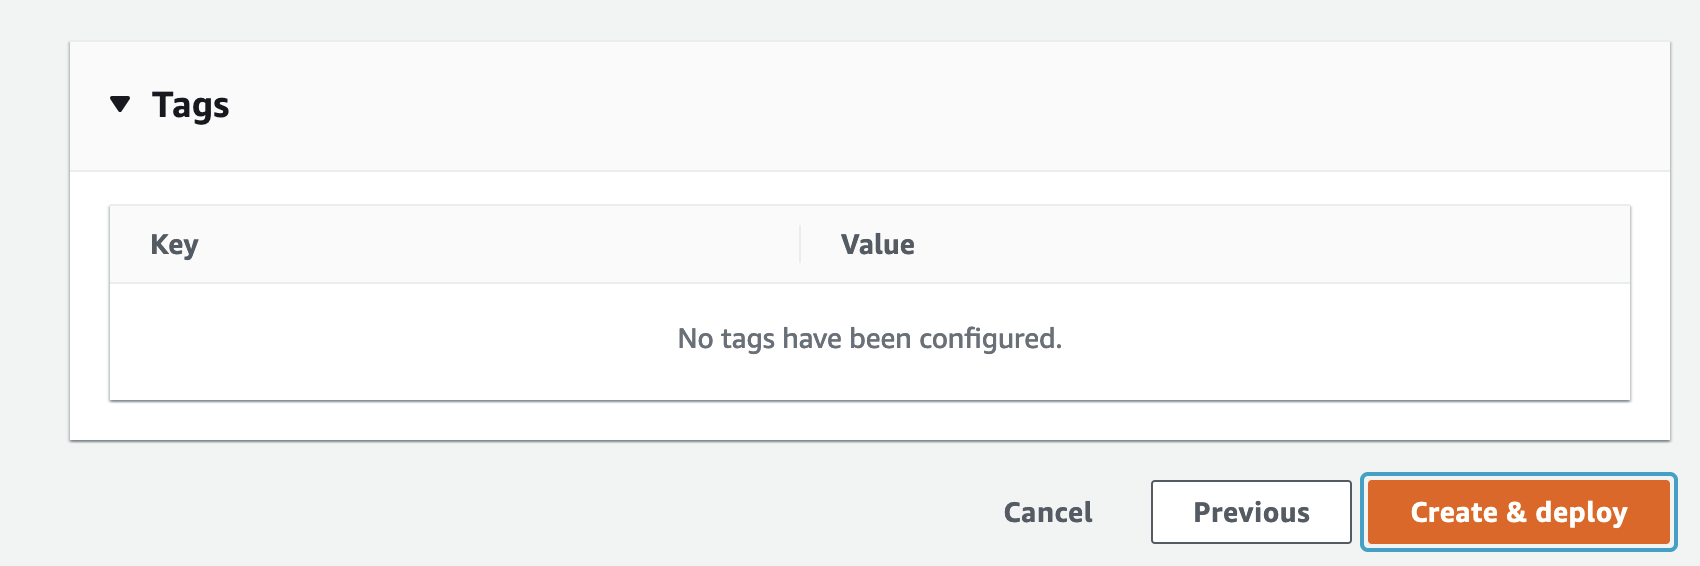 Tags
Key Value
No tags have been configured.
Cancel Previous Create & deploy